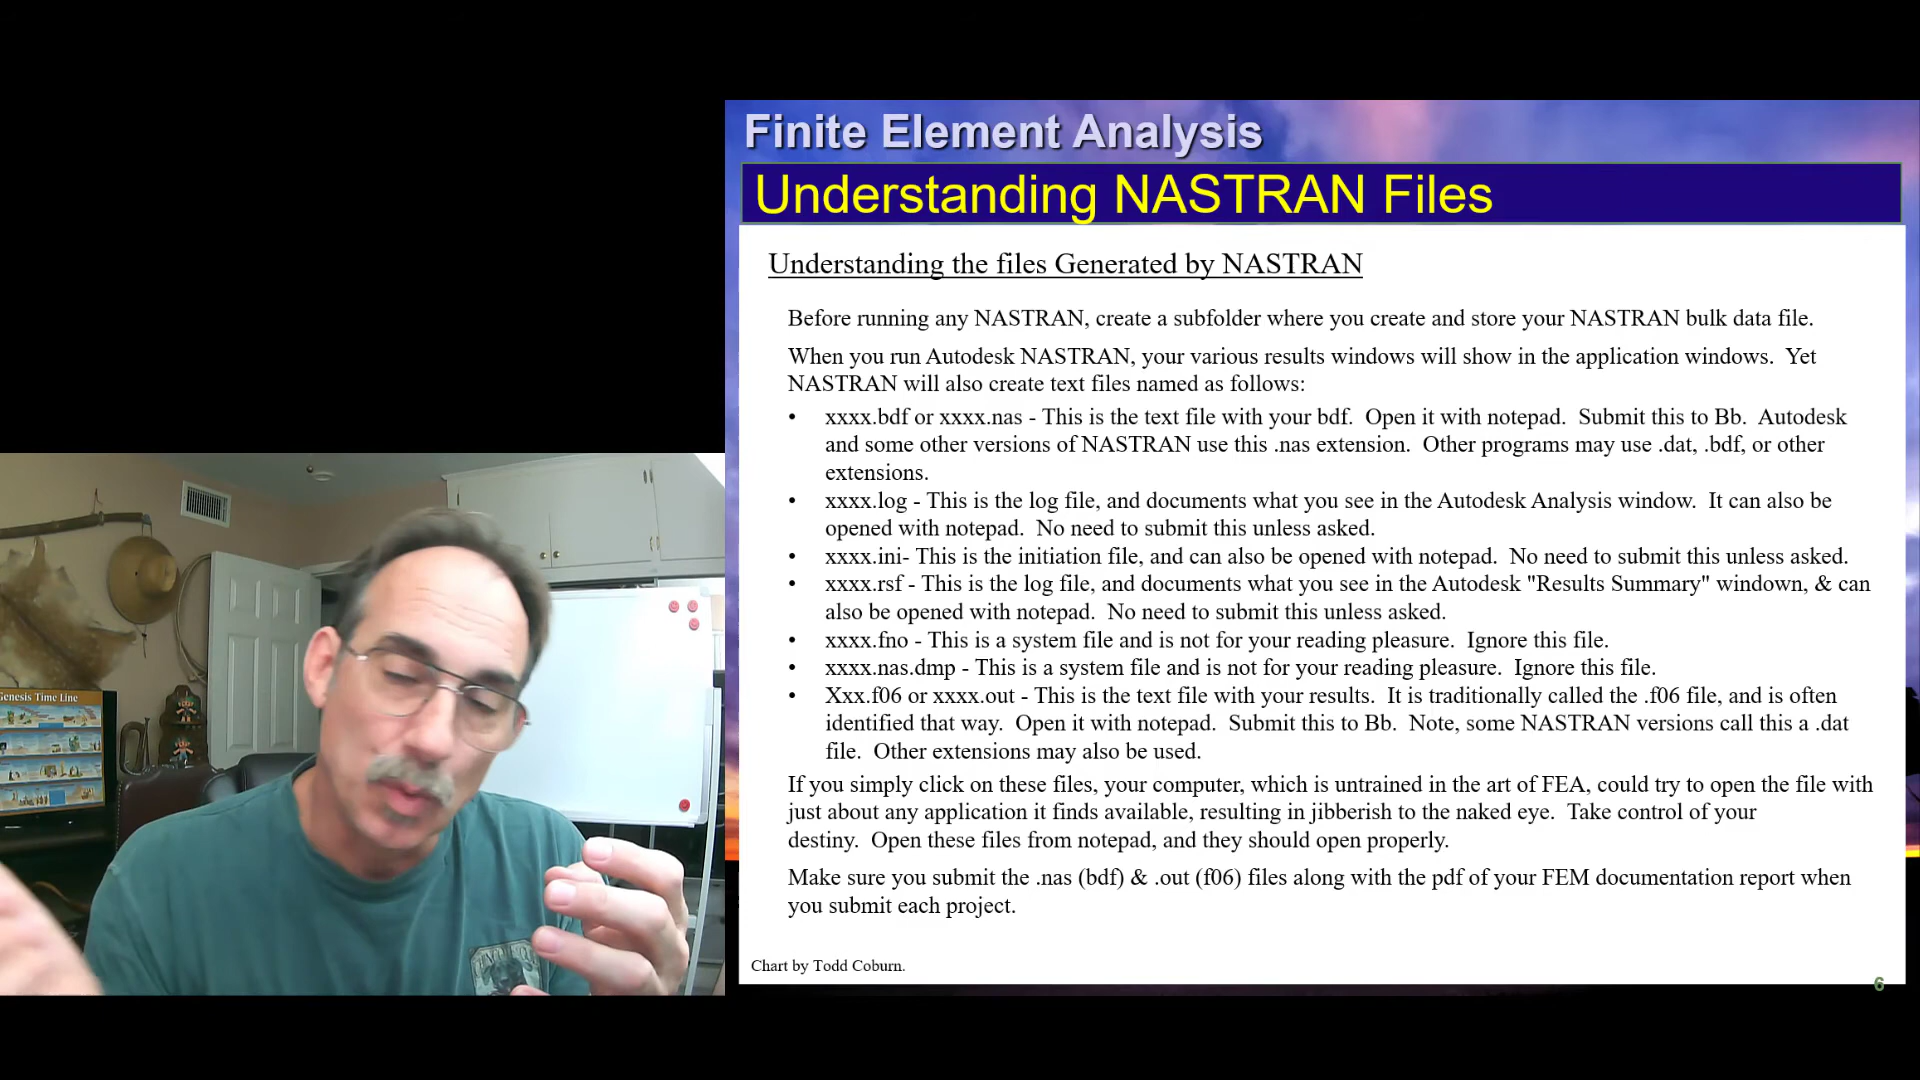 Finite Element Analysis
Understanding NASTRAN Files
Understanding the files Generated by NASTRAN
Before running any NASTRAN, create a subfolder where you create and store your NASTRAN bulk data file.
When you run Autodesk NASTRAN, your various results windows will show in the application windows.  Yet
NASTRAN will also create text files named as follows:
• xxxx.bdf or xxxx.nas - This is the text file with your bdf.  Open it with notepad.  Submit this to Bb.  Autodesk
and some other versions of NASTRAN use this .nas extension.  Other programs may use .dat, .bdf, or other
extensions.
• xxxx.log - This is the log file, and documents what you see in the Autodesk Analysis window.  It can also be
opened with notepad.  No need to submit this unless asked.
• xxxx.ini- This is the initiation file, and can also be opened with notepad.  No need to submit this unless asked.
• xxxx.rsf - This is the log file, and documents what you see in the Autodesk "Results Summary" windown, & can
also be opened with notepad.  No need to submit this unless asked.
• xxxx.fno - This is a system file and is not for your reading pleasure.  Ignore this file.
• xxxx.nas.dmp - This is a system file and is not for your reading pleasure.  Ignore this file.
• Xxx.f06 or xxxx.out - This is the text file with your results.  It is traditionally called the .f06 file, and is often
identified that way.  Open it with notepad.  Submit this to Bb.  Note, some NASTRAN versions call this a .dat
file.  Other extensions may also be used.
If you simply click on these files, your computer, which is untrained in the art of FEA, could try to open the file with
just about any application it finds available, resulting in jibberish to the naked eye.  Take control of your
destiny.  Open these files from notepad, and they should open properly.
Make sure you submit the .nas (bdf) & .out (f06) files along with the pdf of your FEM documentation report when
you submit each project.
Chart by Todd Coburn.
6
Genesis Time Line